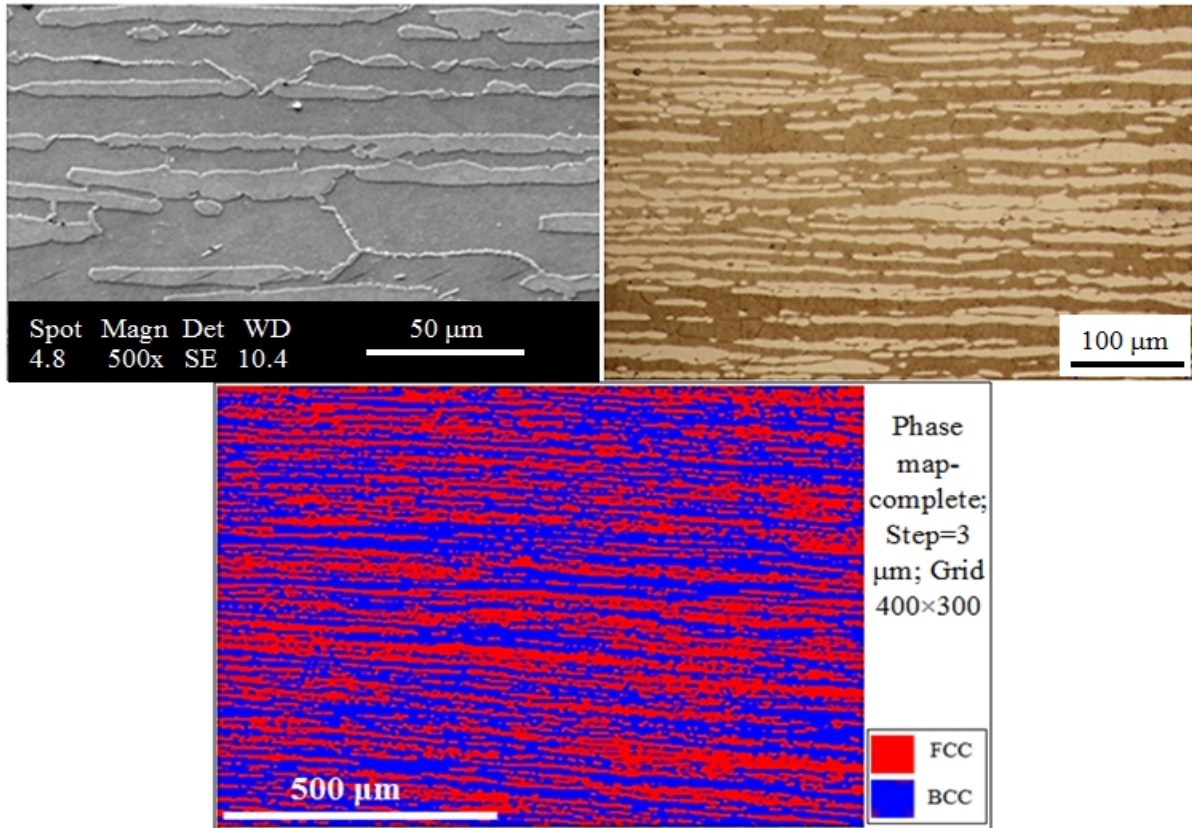 Spot Magn Det WD
4.8 500x SE 10.4
50 μm
100 μm
Phase
map-
complete;
Step=3
μm; Grid
400×300
FCC
BCC
500 μm